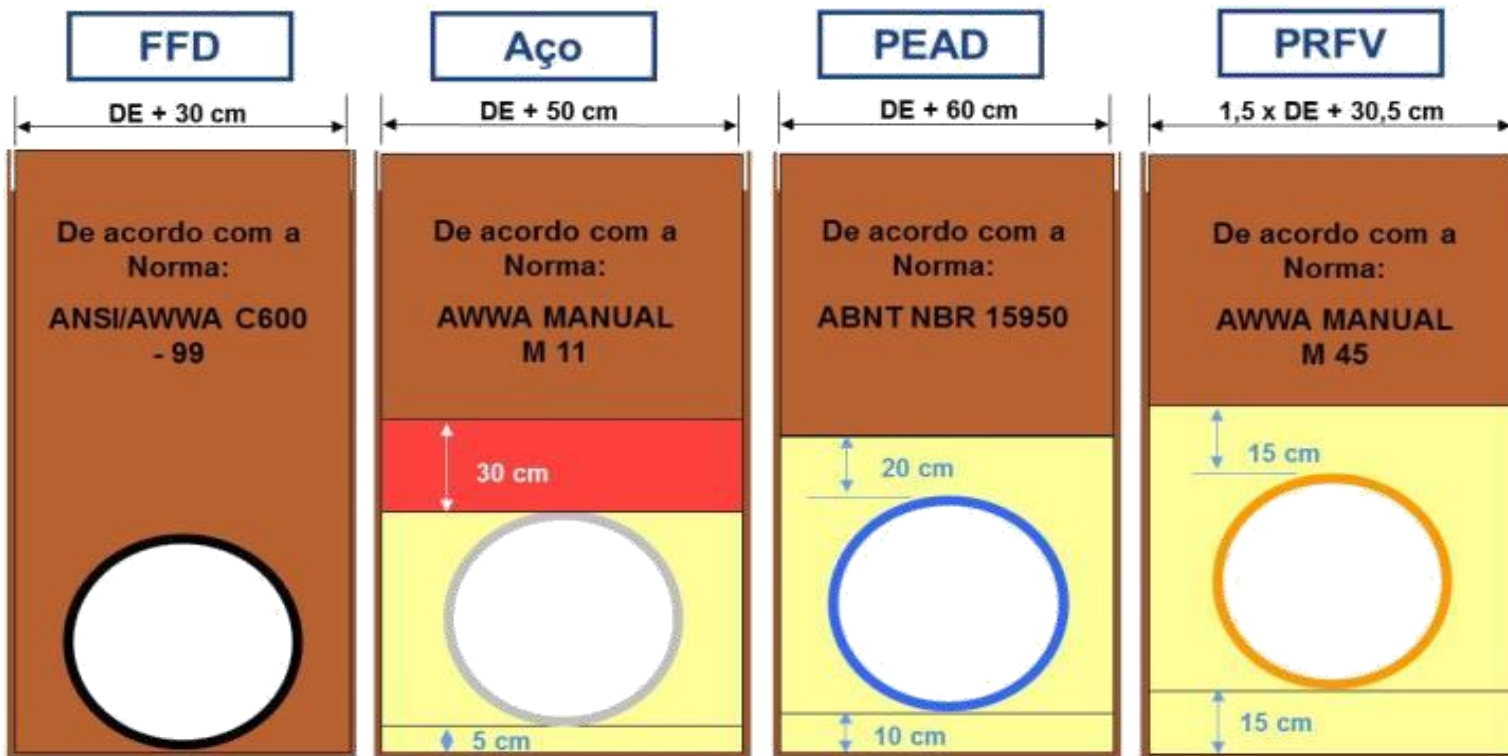 FFD
DE + 30 cm
De acordo com a
Norma:
ANSI/AWWA C600
- 99
Aço
DE + 50 cm
De acordo com a
Norma:
AWWA MANUAL
M 11
30 cm
5 cm
PEAD
DE + 60 cm
De acordo com a
Norma:
ABNT NBR 15950
20 cm
10 cm
PRFV
1,5 x DE + 30,5 cm
De acordo com a
Norma:
AWWA MANUAL
M 45
15 cm
15 cm